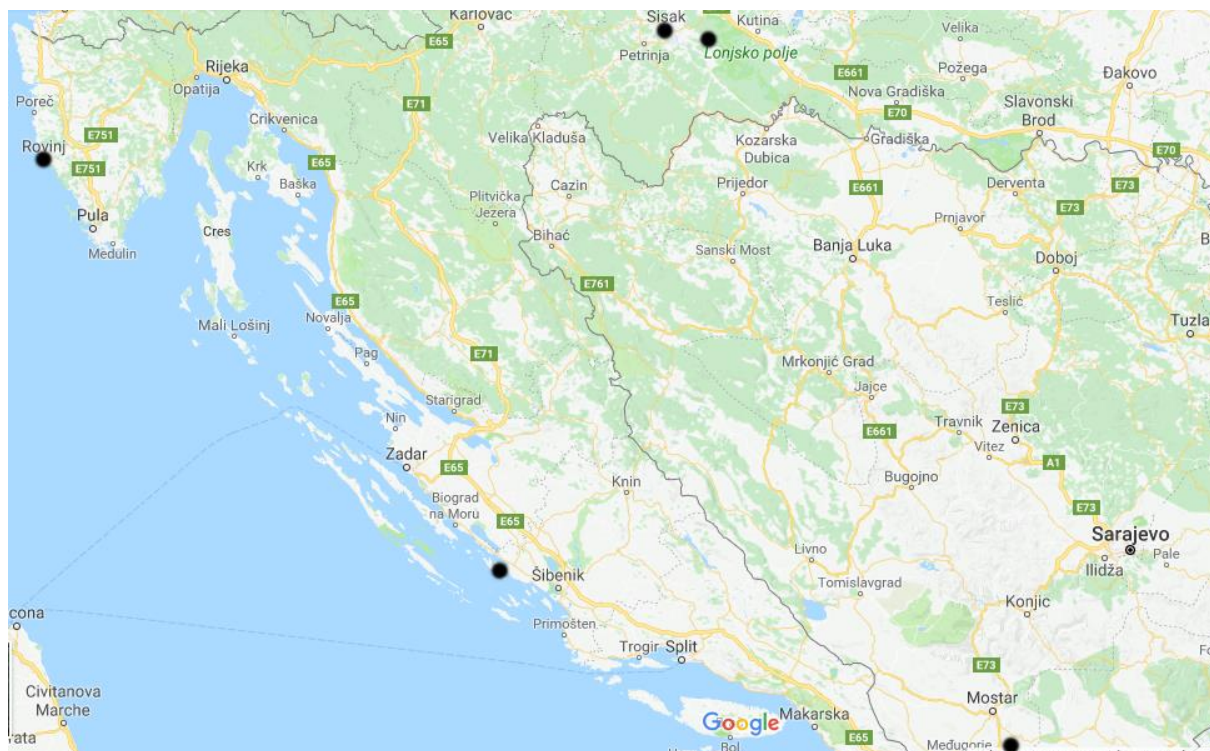 Karlovac
Sisak
Kutina
E65
Petrinja
Lonjsko polje
Velika
Rijeka
Opatija
E71
E661
Požega
Đakovo
Poreč
Crikvenica
Nova Gradiška
Slavonski
Brod
E751
Velika Kladuša
E70
Kozarska
Dubica
Gradiška
Rovinj
E751
Krk
E65
E70
Baška
Cazin
Prijedor
E661
Derventa
E73
Plitvička
Jezera
E73
Pula
Cres
Prnjavor
Medulin
Bihać
Sanski Most
Banja Luka
Doboj
B
E761
E65
Teslić
Novalja
Mali Lošinj
Tuzla
Pag
E71
Mrkonjić Grad
Jajce
Starigrad
E73
Nin
Travnik
Zenica
E661
Vitez
Zadar
E65
A1
Knin
Bugojno
Biograd
na Moru
E65
E73
Sarajevo
Livno
Pale
Ilidža
Šibenik
Tomislavgrad
Konjic
cona
Primošten
Trogir
Split
E73
Fo
Civitanova
Marche
Mostar
Google
Makarska
rata
Bol
E65
Međugorje